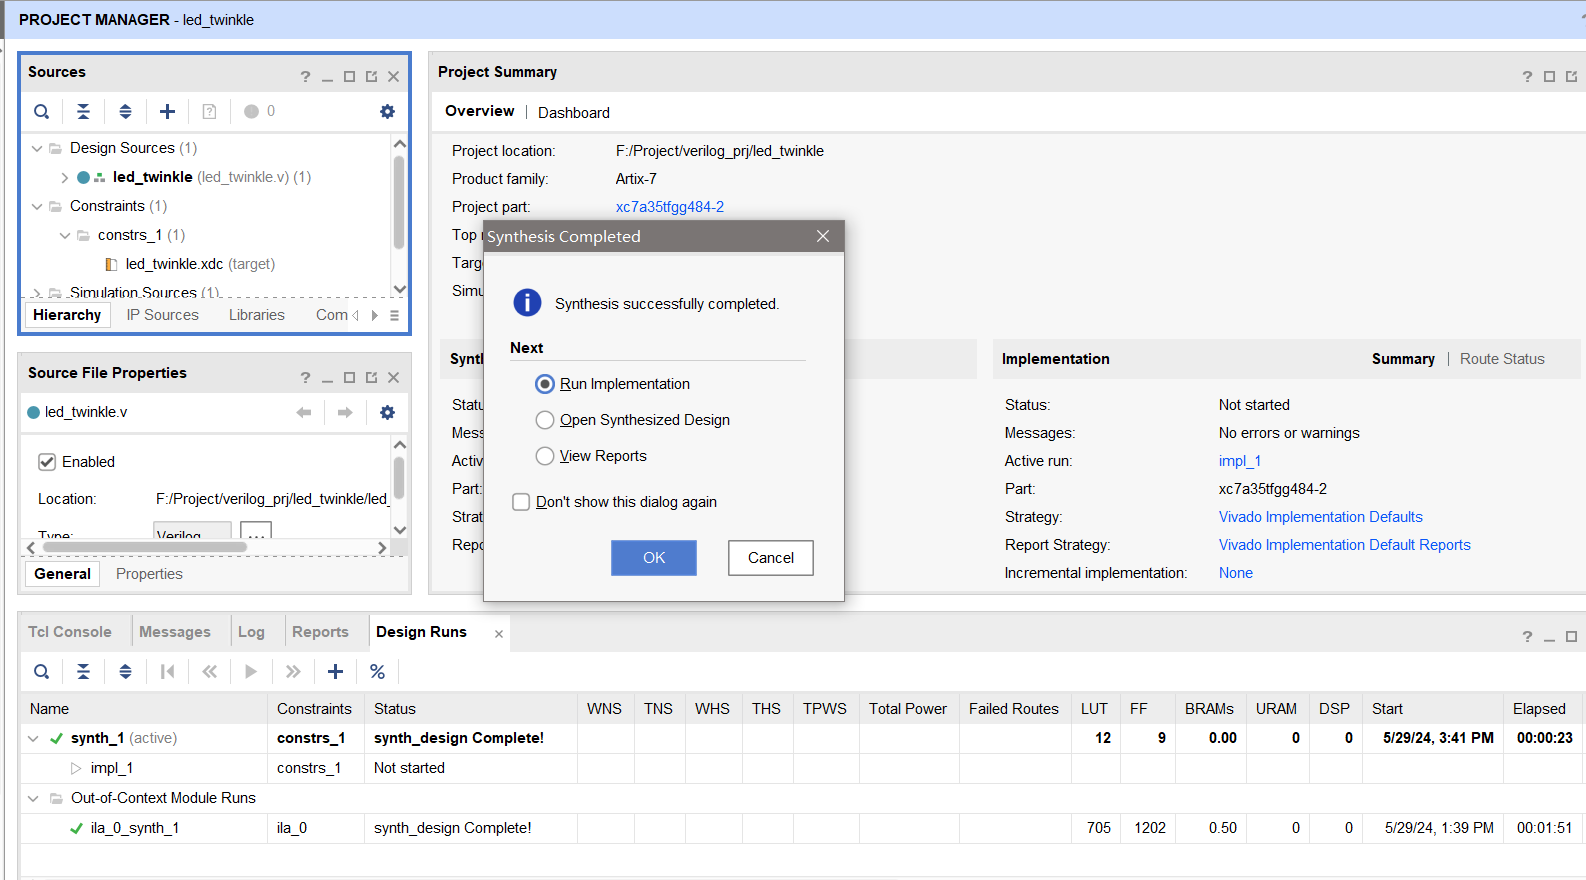 PROJECT MANAGER - led_twinkle
Sources
? _
0
Design Sources (1)
led_twinkle (led_twinkle.v) (1)
Constraints (1)
constrs_1 (1)
led_twinkle.xdc (target)
Simulation Sources (1)
Hierarchy IP Sources Libraries Com
Source File Properties
? _
led_twinkle.v
Enabled
Location: F:/Project/verilog_prj/led_twinkle/led_
Type: Verilog ...
General Properties
Project Summary
?
Overview | Dashboard
Project location: F:/Project/verilog_prj/led_twinkle
Product family: Artix-7
Project part: xc7a35tfgg484-2
Top
Targ
Simu
Synth
Statu
Mess
Activ
Part:
Strat
Repo
Synthesis Completed
Synthesis successfully completed.
Next
Run Implementation
Open Synthesized Design
View Reports
Don't show this dialog again
OK Cancel
Implementation Summary | Route Status
Status: Not started
Messages: No errors or warnings
Active run: impl_1
Part: xc7a35tfgg484-2
Strategy: Vivado Implementation Defaults
Report Strategy: Vivado Implementation Default Reports
Incremental implementation: None
Tcl Console Messages Log Reports Design Runs ×
? _
%
Name Constraints Status WNS TNS WHS THS TPWS Total Power Failed Routes LUT FF BRAMs URAM DSP Start Elapsed
synth_1 (active) constrs_1 synth_design Complete! 12 9 0.00 0 0 5/29/24, 3:41 PM 00:00:23
impl_1 constrs_1 Not started
Out-of-Context Module Runs
ila_0_synth_1 ila_0 synth_design Complete! 705 1202 0.50 0 0 5/29/24, 1:39 PM 00:01:51